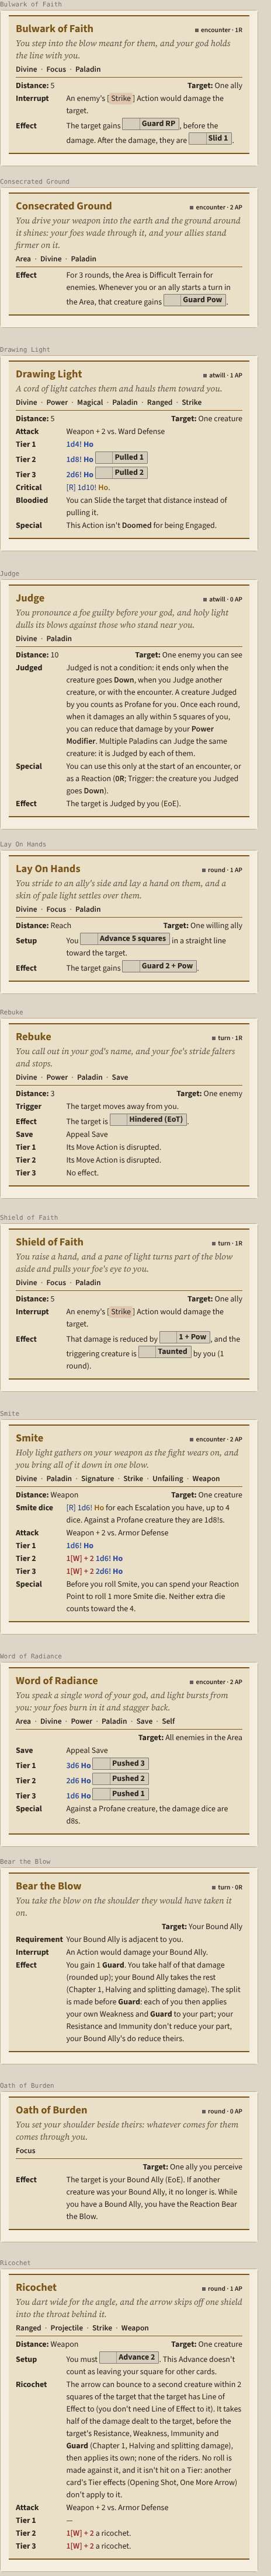 Bulwark of Faith
Bulwark of Faith ■ encounter · 1R
You step into the blow meant for them, and your god holds
the line with you.
Divine · Focus · Paladin
Distance: 5 Target: One ally
Interrupt An enemy's [Strike] Action would damage the
target.
Effect The target gains Guard RP, before the
damage. After the damage, they are Slid 1.
Consecrated Ground
Consecrated Ground ■ encounter · 2 AP
You drive your weapon into the earth and the ground around
it shines: your foes wade through it, and your allies stand
firmer on it.
Area · Divine · Paladin
Effect For 3 rounds, the Area is Difficult Terrain for
enemies. Whenever you or an ally starts a turn in
the Area, that creature gains Guard Pow.
Drawing Light
Drawing Light ■ atwill · 1 AP
A cord of light catches them and hauls them toward you.
Divine · Power · Magical · Paladin · Ranged · Strike
Distance: 5 Target: One creature
Attack Weapon + 2 vs. Ward Defense
Tier 1 1d4! Ho
Tier 2 1d8! Ho Pulled 1
Tier 3 2d6! Ho Pulled 2
Critical [R] 1d10! Ho.
Bloodied You can Slide the target that distance instead of
pulling it.
Special This Action isn't Doomed for being Engaged.
Judge
Judge ■ atwill · 0 AP
You pronounce a foe guilty before your god, and holy light
dulls its blows against those who stand near you.
Divine · Paladin
Distance: 10 Target: One enemy you can see
Judged Judged is not a condition: it ends only when the
creature goes Down, when you Judge another
creature, or with the encounter. A creature Judged
by you counts as Profane for you. Once each round,
when it damages an ally within 5 squares of you,
you can reduce that damage by your Power
Modifier. Multiple Paladins can Judge the same
creature: it is Judged by each of them.
Special You can use this only at the start of an encounter, or
as a Reaction (0R; Trigger: the creature you Judged
goes Down).
Effect The target is Judged by you (EoE).
Lay On Hands
Lay On Hands ■ round · 1 AP
You stride to an ally's side and lay a hand on them, and a
skin of pale light settles over them.
Divine · Focus · Paladin
Distance: Reach Target: One willing ally
Setup You Advance 5 squares in a straight line
toward the target.
Effect The target gains Guard 2 + Pow.
Rebuke
Rebuke ■ turn · 1R
You call out in your god's name, and your foe's stride falters
and stops.
Divine · Power · Paladin · Save
Distance: 3 Target: One enemy
Trigger The target moves away from you.
Effect The target is Hindered (EoT).
Save Appeal Save
Tier 1 Its Move Action is disrupted.
Tier 2 Its Move Action is disrupted.
Tier 3 No effect.
Shield of Faith
Shield of Faith ■ turn · 1R
You raise a hand, and a pane of light turns part of the blow
aside and pulls your foe's eye to you.
Divine · Focus · Paladin
Distance: 5 Target: One ally
Interrupt An enemy's [Strike] Action would damage the
target.
Effect That damage is reduced by 1 + Pow, and the
triggering creature is Taunted by you (1
round).
Smite
Smite ■ encounter · 2 AP
Holy light gathers on your weapon as the fight wears on, and
you bring all of it down in one blow.
Divine · Paladin · Signature · Strike · Unfailing · Weapon
Distance: Weapon Target: One creature
Smite dice [R] 1d6! Ho for each Escalation you have, up to 4
dice. Against a Profane creature they are 1d8!s.
Attack Weapon + 2 vs. Armor Defense
Tier 1 1d6! Ho
Tier 2 1[W] + 2 1d6! Ho
Tier 3 1[W] + 2 2d6! Ho
Special Before you roll Smite, you can spend your Reaction
Point to roll 1 more Smite die. Neither extra die
counts toward the 4.
Word of Radiance
Word of Radiance ■ encounter · 2 AP
You speak a single word of your god, and light bursts from
you: your foes burn in it and stagger back.
Area · Divine · Power · Paladin · Save · Self
Target: All enemies in the Area
Save Appeal Save
Tier 1 3d6 Ho Pushed 3
Tier 2 2d6 Ho Pushed 2
Tier 3 1d6 Ho Pushed 1
Special Against a Profane creature, the damage dice are
d8s.
Bear the Blow
Bear the Blow ■ turn · 0R
You take the blow on the shoulder they would have taken it
on.
Target: Your Bound Ally
Requirement Your Bound Ally is adjacent to you.
Interrupt An Action would damage your Bound Ally.
Effect You gain 1 Guard. You take half of that damage
(rounded up); your Bound Ally takes the rest
(Chapter 1, Halving and splitting damage). The split
is made before Guard: each of you then applies
your own Weakness and Guard to your part; your
Resistance and Immunity don't reduce your part,
your Bound Ally's do reduce theirs.
Oath of Burden
Oath of Burden ■ round · 0 AP
You set your shoulder beside theirs: whatever comes for them
comes through you.
Focus
Target: One ally you perceive
Effect The target is your Bound Ally (EoE). If another
creature was your Bound Ally, it no longer is. While
you have a Bound Ally, you have the Reaction Bear
the Blow.
Ricochet
Ricochet ■ round · 1 AP
You dart wide for the angle, and the arrow skips off one shield
into the throat behind it.
Ranged · Projectile · Strike · Weapon
Distance: Weapon Target: One creature
Setup You must Advance 2. This Advance doesn't
count as leaving your square for other cards.
Ricochet The arrow can bounce to a second creature within 2
squares of the target that the target has Line of
Effect to (you don't need Line of Effect to it). It takes
half of the damage dealt to the target, before the
target's Resistance, Weakness, Immunity and
Guard (Chapter 1, Halving and splitting damage),
then applies its own; none of the riders. No roll is
made against it, and it isn't hit on a Tier: another
card's Tier effects (Opening Shot, One More Arrow)
don't apply to it.
Attack Weapon + 2 vs. Armor Defense
Tier 1 —
Tier 2 1[W] + 2 a ricochet.
Tier 3 1[W] + 2 a ricochet.